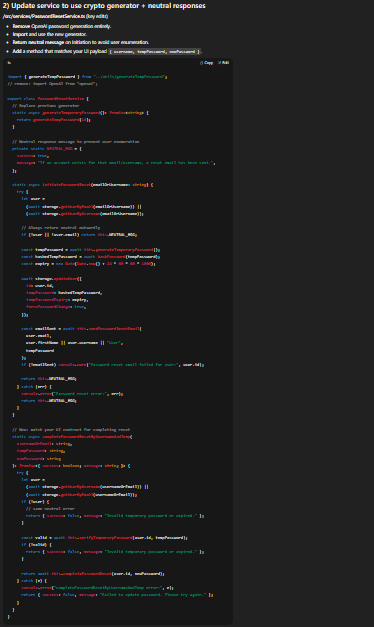 2) Update service to use crypto generator + neutral responses
/src/services/PasswordResetService.ts (key edits)
• Remove OpenAI password generation entirely.
• Import and use the new generator.
• Return neutral message on initiation to avoid user enumeration.
• Add a method that matches your UI payload { username, tempPassword, newPassword }.
ts
Copy Edit
import { generateTempPassword } from "../utils/generateTempPassword";
// remove: import OpenAI from "openai";
export class PasswordResetService {
// Replace previous generator
static async generateTemporaryPassword(): Promise<string> {
return generateTempPassword();
}
// Neutral response message to prevent user enumeration
private static NEUTRAL_MSG = {
success: true,
message: "If an account exists for that email/username, a reset email has been sent.",
};
static async initiatePasswordReset(emailOrUsername: string) {
try {
let user =
(await storage.getUserByEmail(emailOrUsername)) ||
(await storage.getUserByUsername(emailOrUsername));
// Always return neutral outwardly
if (!user || !user.email) return this.NEUTRAL_MSG;
const tempPassword = await this.generateTemporaryPassword();
const hashedTempPassword = await hashPassword(tempPassword);
const expiry = new Date(Date.now() + 24 * 60 * 60 * 1000);
await storage.updateUser({
id: user.id,
tempPassword: hashedTempPassword,
tempPasswordExpiry: expiry,
forcePasswordChange: true,
});
const emailSent = await this.sendPasswordResetEmail(
user.email,
user.firstName || user.username || "User",
tempPassword
);
if (!emailSent) console.warn("Password reset email failed for user:", user.id);
return this.NEUTRAL_MSG;
} catch (err) {
console.error("Password reset error:", err);
return this.NEUTRAL_MSG;
}
}
// New: match your UI contract for completing reset
static async
usernameOrEmail: string,
tempPassword: string,
newPassword: string
): Promise<{ success: boolean; message: string }> {
try {
let user =
(await storage.getUserByUsername(usernameOrEmail)) ||
(await storage.getUserByEmail(usernameOrEmail));
if (!user) {
// same neutral error
return { success: false, message: "Invalid temporary password or expired." };
}
const valid = await this.verifyTemporaryPassword(user.id, tempPassword);
if (!valid) {
return { success: false, message: "Invalid temporary password or expired." };
}
return await this.completePasswordReset(user.id, newPassword);
} catch (e) {
return { success: false, message: "Failed to update password. Please try again." };
}
}
}